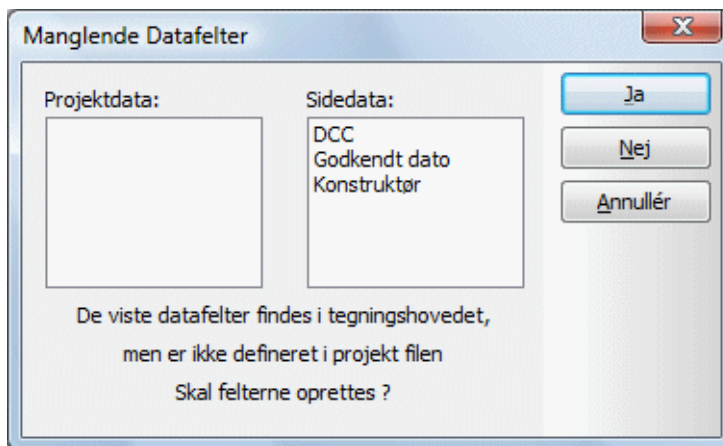 Manglende Datafelter
Projektdata:
Sidedata:
DCC
Godkendt dato
Konstruktør
Ja
Nej
Annullér
De viste datafelter findes i tegningshovedet,
men er ikke defineret i projekt filen
Skal felterne oprettes ?